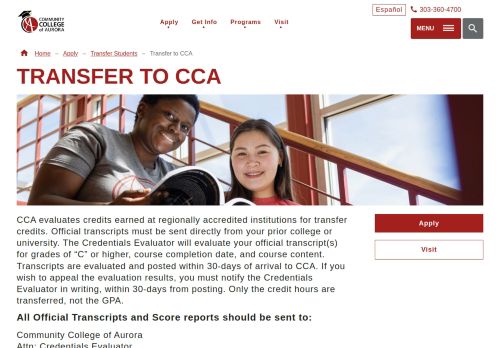 Español 303-360-4700
COMMUNITY
COLLEGE
of AURORA
Apply Get Info Programs Visit
MENU
Home – Apply – Transfer Students – Transfer to CCA
TRANSFER TO CCA
CCA evaluates credits earned at regionally accredited institutions for transfer
credits. Official transcripts must be sent directly from your prior college or
university. The Credentials Evaluator will evaluate your official transcript(s)
for grades of “C” or higher, course completion date, and course content.
Transcripts are evaluated and posted within 30-days of arrival to CCA. If you
wish to appeal the evaluation results, you must notify the Credentials
Evaluator in writing, within 30-days from posting. Only the credit hours are
transferred, not the GPA.
Apply
Visit
All Official Transcripts and Score reports should be sent to:
Community College of Aurora
Attn: Credentials Evaluator